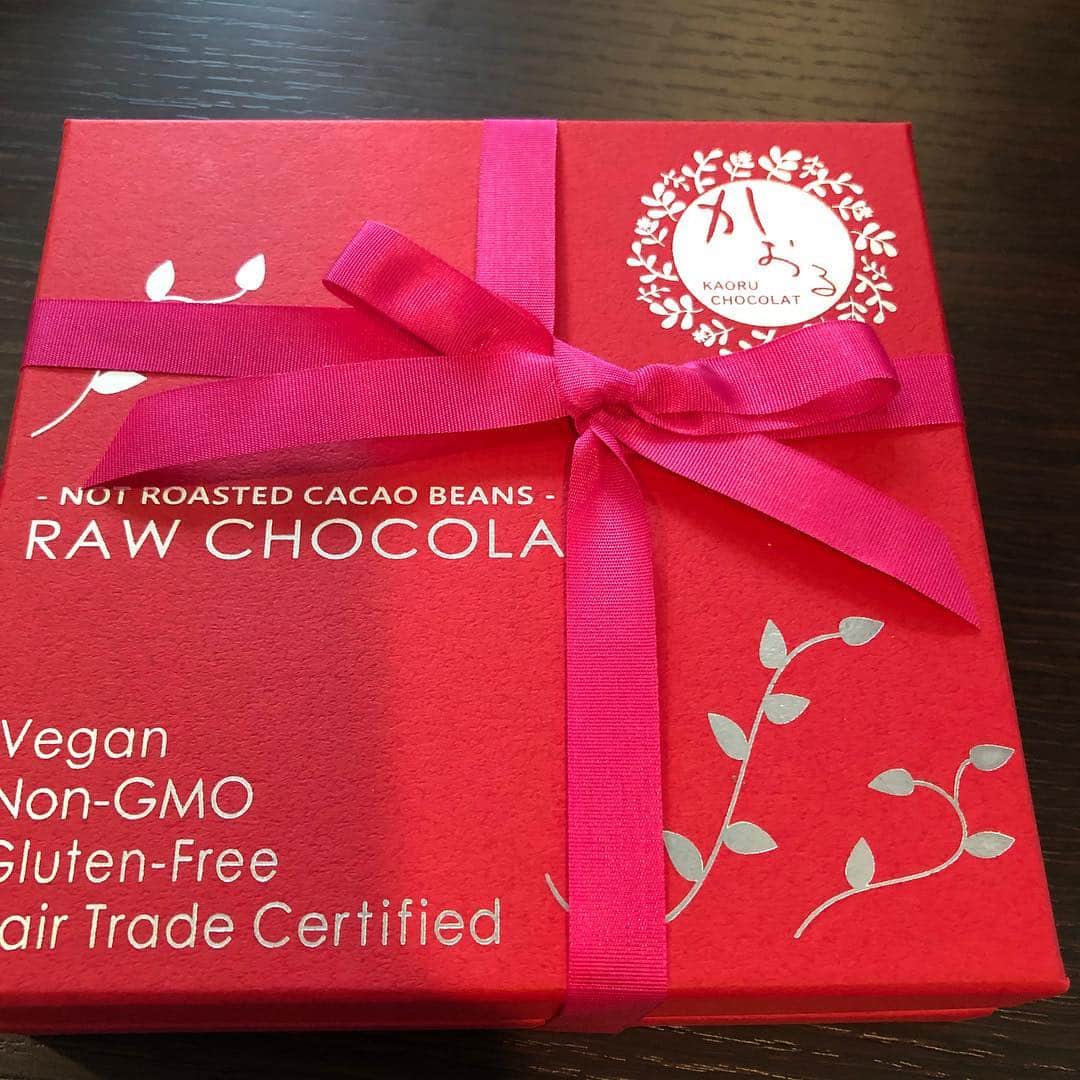 かおる
KAORU
CHOCOLAT
- NOT ROASTED CACAO BEANS -
RAW CHOCOLA
Vegan
Non-GMO
Gluten-Free
air Trade Certified